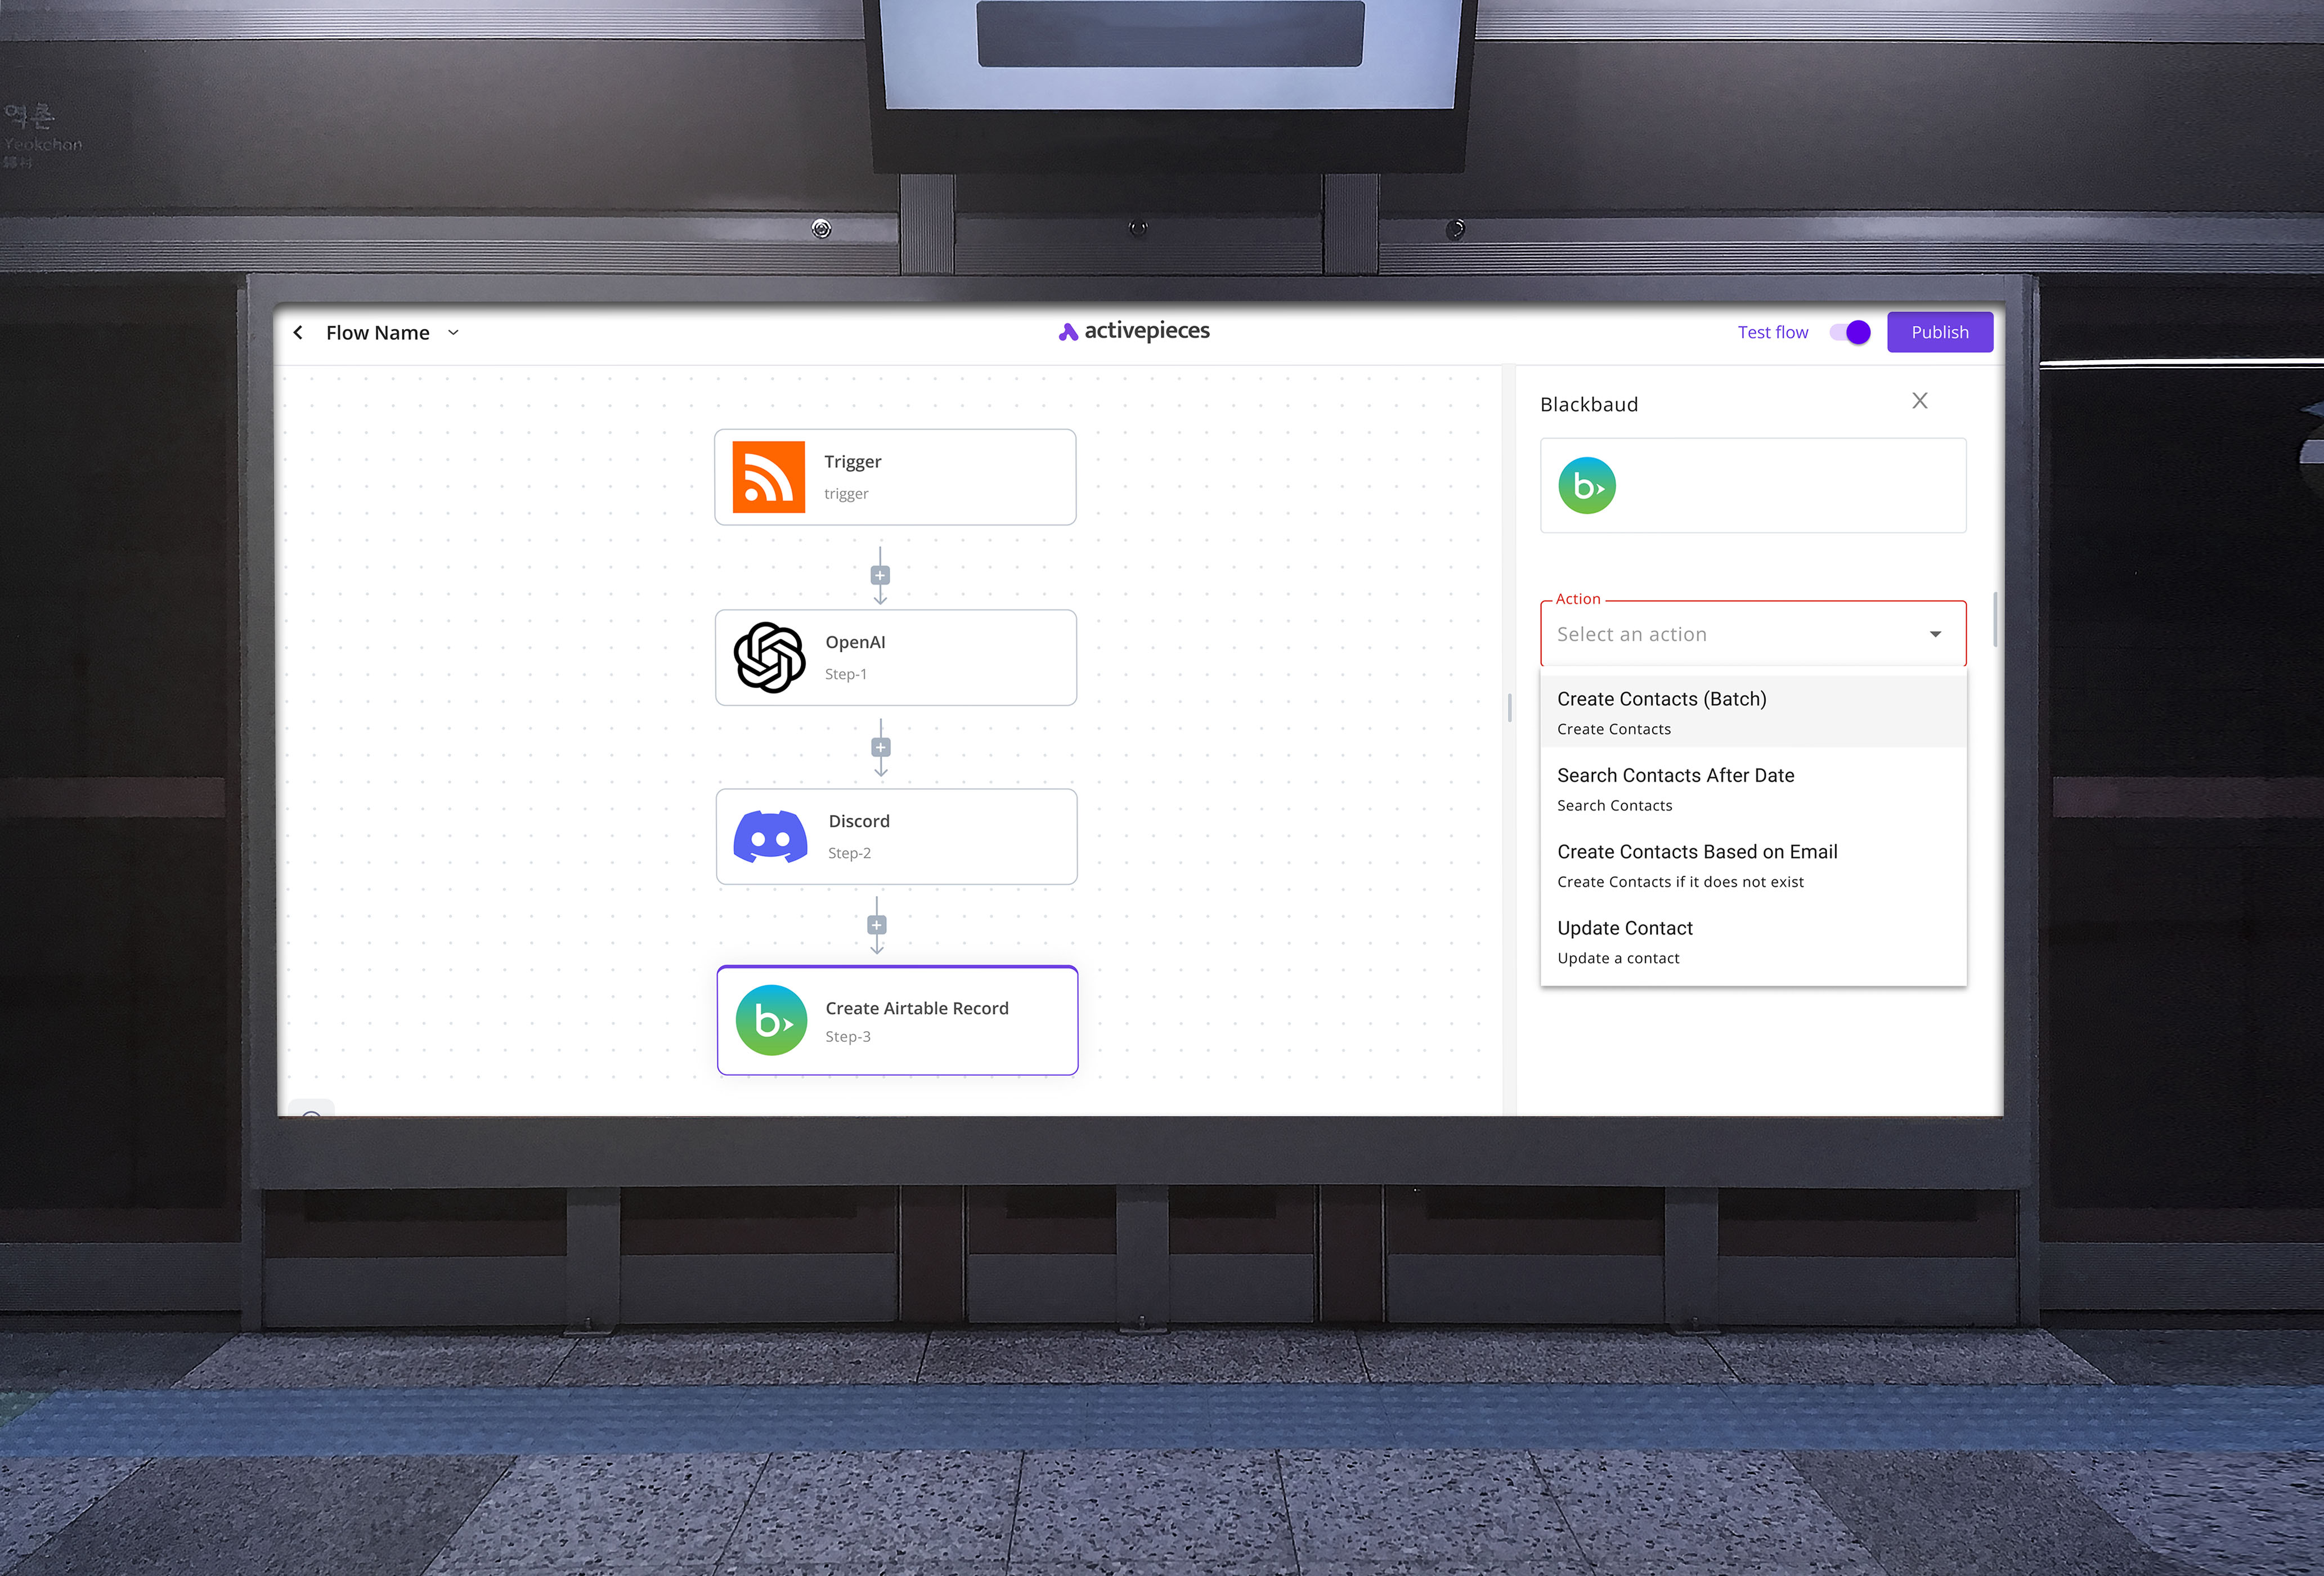 역촌
Yeokchon
驛村
Flow Name
activepieces
Test flow
Publish
Trigger
trigger
OpenAI
Step-1
Discord
Step-2
Create Airtable Record
Step-3
Blackbaud
b
Action
Select an action
Create Contacts (Batch)
Create Contacts
Search Contacts After Date
Search Contacts
Create Contacts Based on Email
Create Contacts if it does not exist
Update Contact
Update a contact